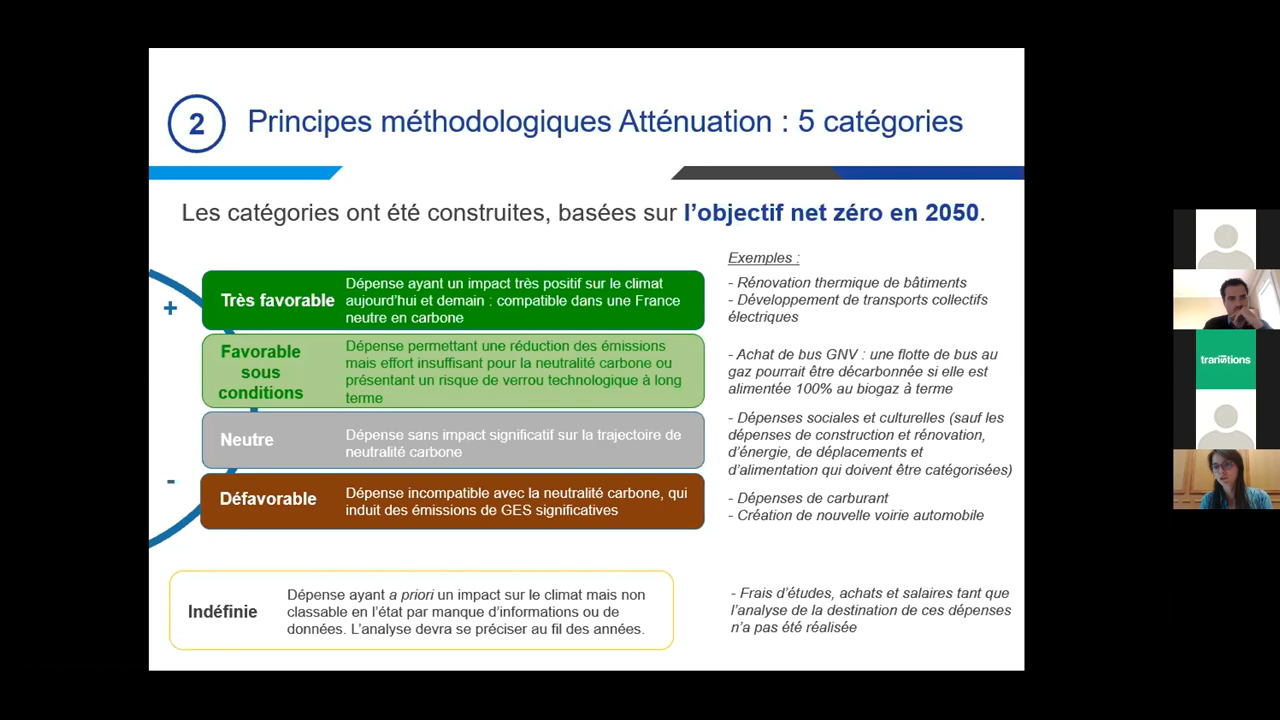 2
Principes méthodologiques Atténuation : 5 catégories
Les catégories ont été construites, basées sur l'objectif net zéro en 2050.
Exemples :
+
Très favorable
Dépense ayant un impact très positif sur le climat
aujourd'hui et demain : compatible dans une France
neutre en carbone
- Rénovation thermique de bâtiments
- Développement de transports collectifs
électriques
Favorable
sous
conditions
Dépense permettant une réduction des émissions
mais effort insuffisant pour la neutralité carbone ou
présentant un risque de verrou technologique à long
terme
- Achat de bus GNV : une flotte de bus au
gaz pourrait être décarbonnée si elle est
alimentée 100% au biogaz à terme
Neutre
Dépense sans impact significatif sur la trajectoire de
neutralité carbone
- Dépenses sociales et culturelles (sauf les
dépenses de construction et rénovation,
d'énergie, de déplacements et
d'alimentation qui doivent être catégorisées)
-
Défavorable
Dépense incompatible avec la neutralité carbone, qui
induit des émissions de GES significatives
- Dépenses de carburant
- Création de nouvelle voirie automobile
Indéfinie
Dépense ayant a priori un impact sur le climat mais non
classable en l'état par manque d'informations ou de
données. L'analyse devra se préciser au fil des années.
- Frais d'études, achats et salaires tant que
l'analyse de la destination de ces dépenses
n'a pas été réalisée